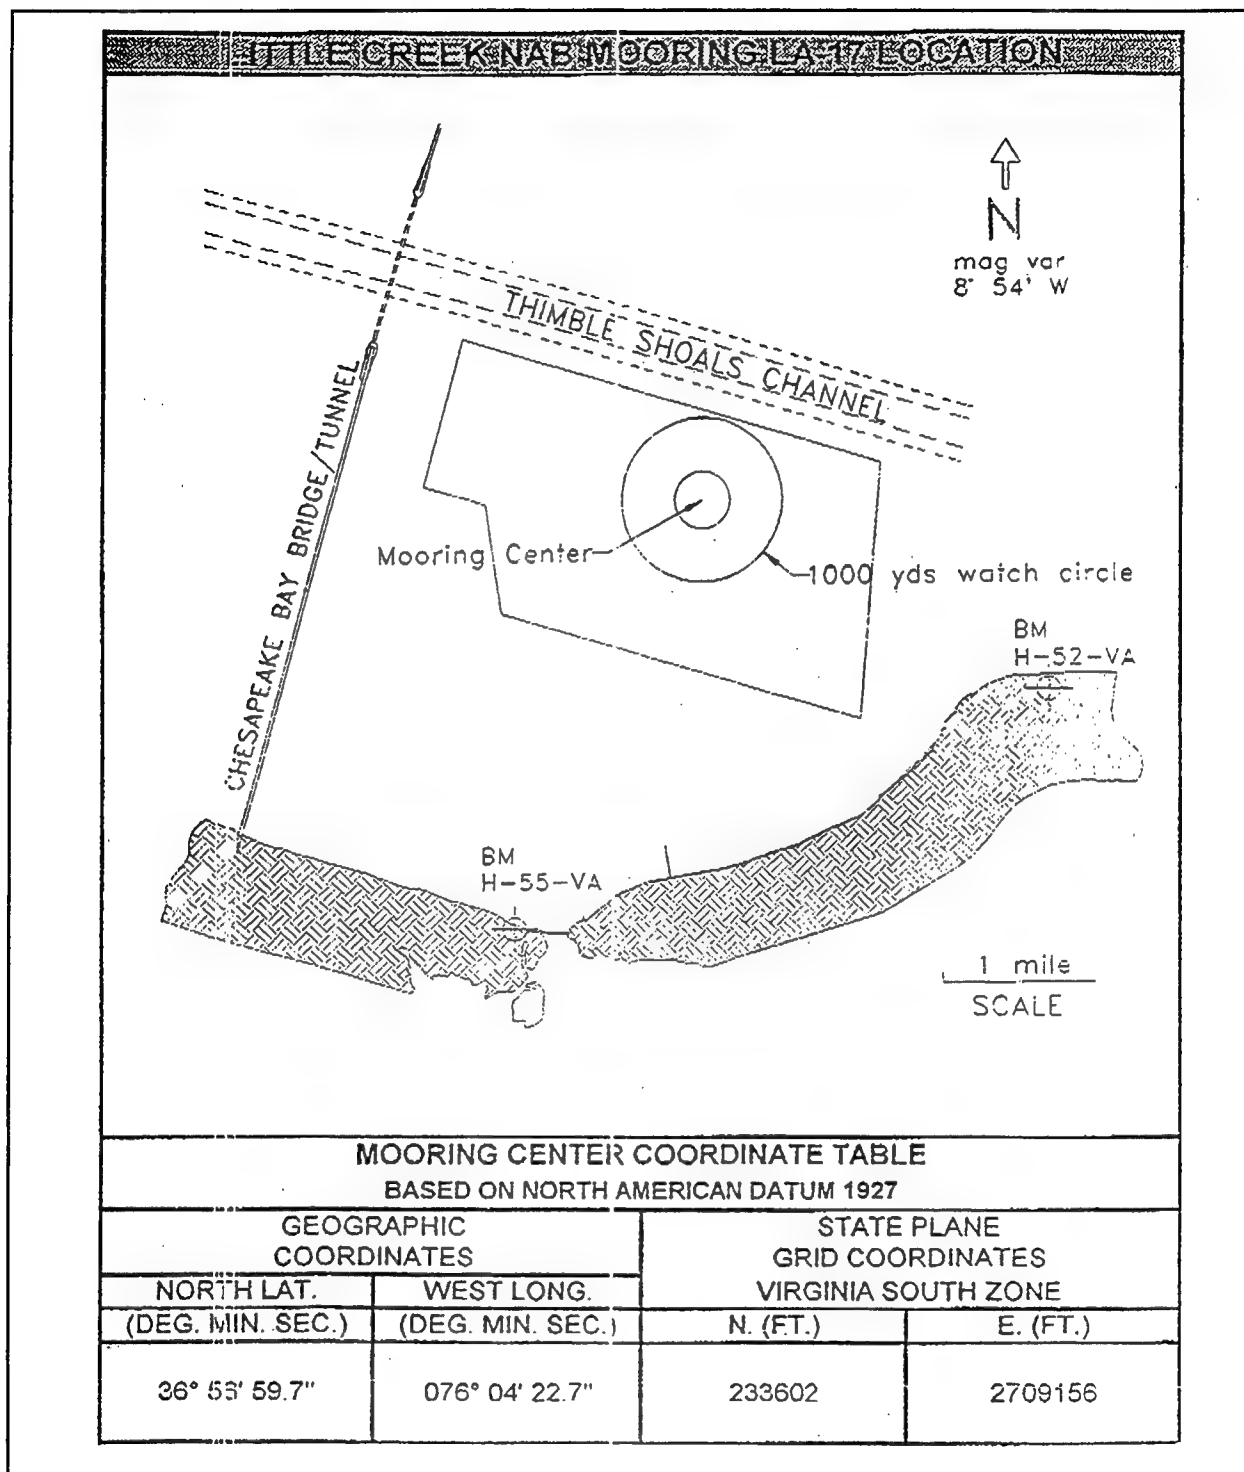 LITTLE CREEK NAB MOORING LA-17 LOCATION
N
mag var
8° 54' W
THIMBLE SHOALS CHANNEL
CHESAPEAKE BAY BRIDGE/TUNNEL
Mooring Center
1000 yds watch circle
BM
H-52-VA
BM
H-55-VA
1 mile
SCALE
MOORING CENTER COORDINATE TABLE
BASED ON NORTH AMERICAN DATUM 1927
GEOGRAPHIC
COORDINATES
STATE PLANE
GRID COORDINATES
VIRGINIA SOUTH ZONE
NORTH LAT.
WEST LONG.
(DEG. MIN. SEC.)
(DEG. MIN. SEC.)
N. (FT.)
E. (FT.)
36° 59.7"
076° 04' 22.7"
233602
2709156